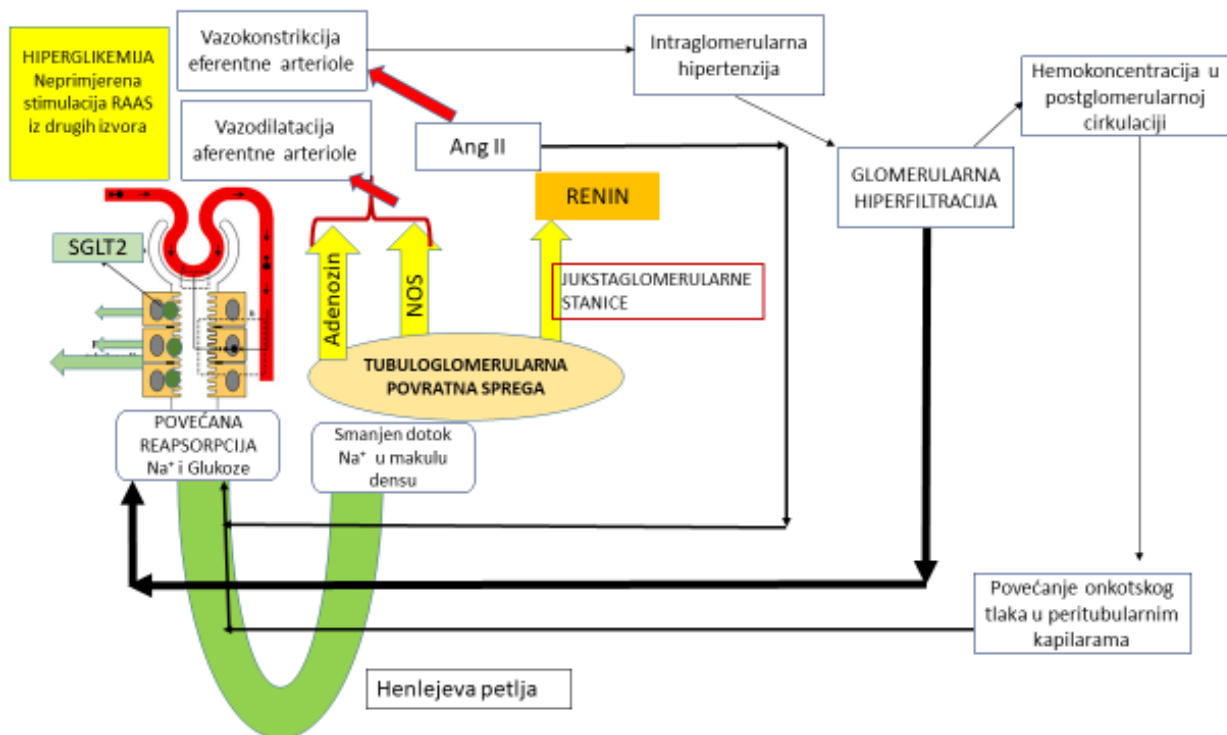 HIPERGLIKEMIJA
Neprimjerena
stimulacija RAAS
iz drugih izvora
Vazokonstrikcija
eferentne arteriole
Vazodilatacija
aferentne arteriole
Ang II
Intraglomerularna
hipertenzija
Hemokoncentracija u
postglomerularnoj
cirkulaciji
GLOMERULARNA
HIPERFILTRACIJA
RENIN
SGLT2
Adenozin
NOS
JUKSTAGLOMERULARNE
STANICE
TUBULOGLOMERULARNA
POVRATNA SPREGA
POVEĆANA
REAPSORPCIJA
Na⁺ i Glukoze
Smanjen dotok
Na⁺ u makulu
densu
Povećanje onkotskog
tlaka u peritubularnim
kapilarama
Henlejeva petlja